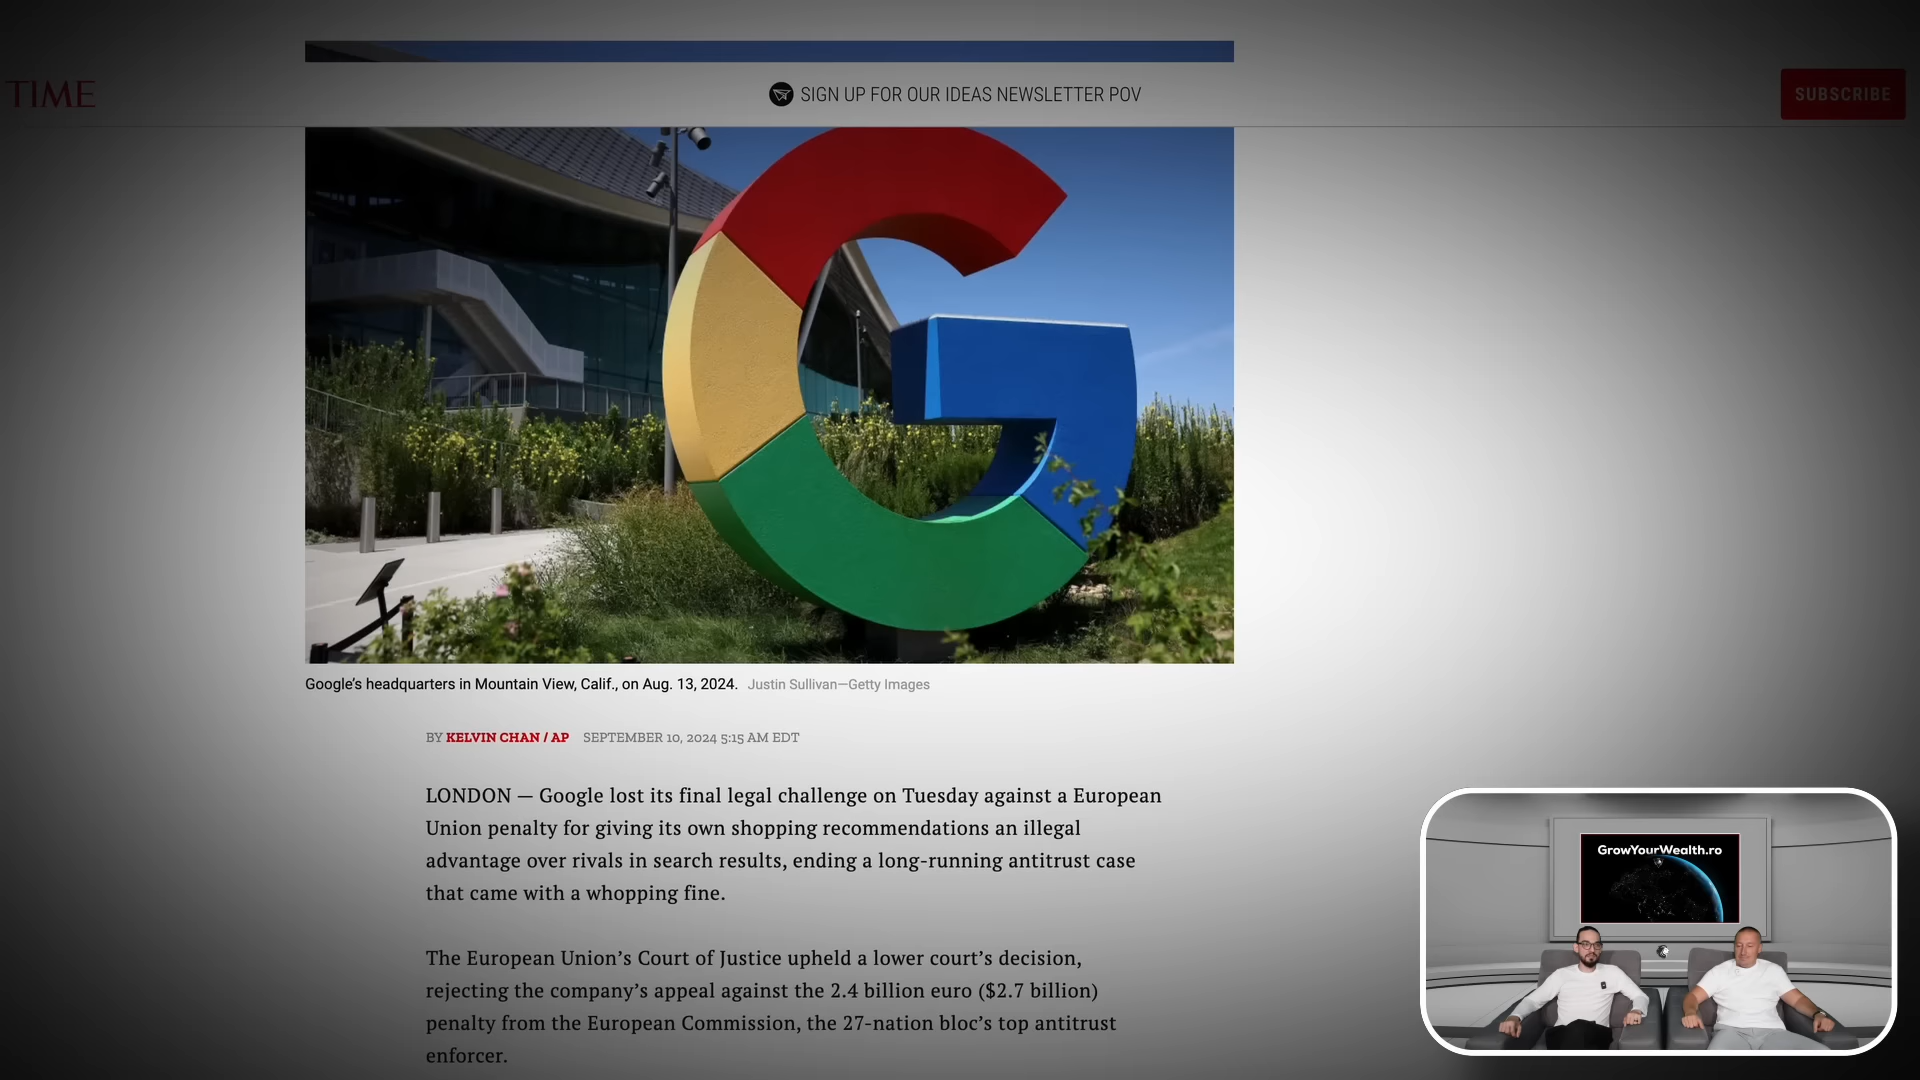 TIME
SIGN UP FOR OUR IDEAS NEWSLETTER POV
SUBSCRIBE
Google’s headquarters in Mountain View, Calif., on Aug. 13, 2024. Justin Sullivan—Getty Images
BY KELVIN CHAN / AP SEPTEMBER 10, 2024 5:15 AM EDT
LONDON — Google lost its final legal challenge on Tuesday against a European
Union penalty for giving its own shopping recommendations an illegal
advantage over rivals in search results, ending a long-running antitrust case
that came with a whopping fine.
The European Union’s Court of Justice upheld a lower court’s decision,
rejecting the company’s appeal against the 2.4 billion euro ($2.7 billion)
penalty from the European Commission, the 27-nation bloc’s top antitrust
enforcer.
GrowYourWealth.ro